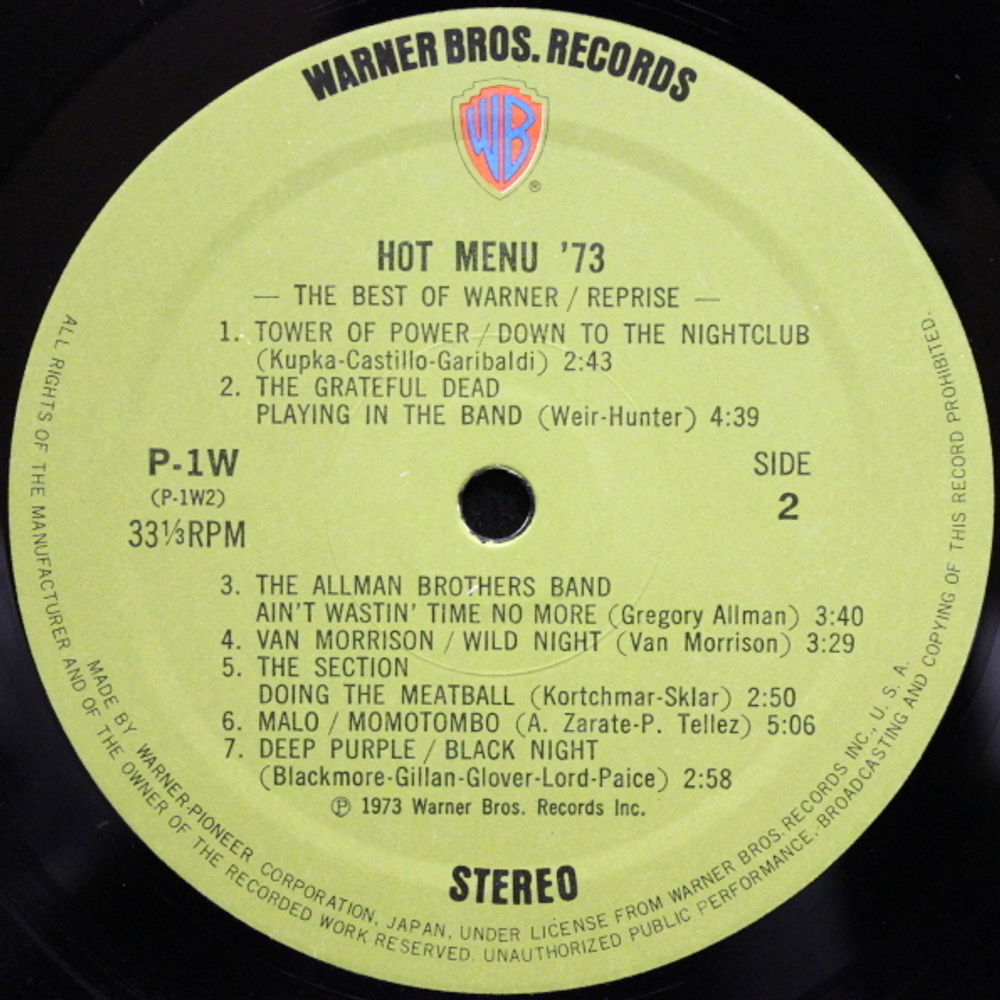 WARNER BROS. RECORDS
WB
®
HOT MENU '73
— THE BEST OF WARNER / REPRISE —
1. TOWER OF POWER / DOWN TO THE NIGHTCLUB
(Kupka-Castillo-Garibaldi) 2:43
2. THE GRATEFUL DEAD
PLAYING IN THE BAND (Weir-Hunter) 4:39
P-1W
(P-1W2)
33⅓RPM
SIDE
2
3. THE ALLMAN BROTHERS BAND
AIN'T WASTIN' TIME NO MORE (Gregory Allman) 3:40
4. VAN MORRISON / WILD NIGHT (Van Morrison) 3:29
5. THE SECTION
DOING THE MEATBALL (Kortchmar-Sklar) 2:50
6. MALO / MOMOTOMBO (A. Zarate-P. Tellez) 5:06
7. DEEP PURPLE / BLACK NIGHT
(Blackmore-Gillan-Glover-Lord-Paice) 2:58
Ⓟ 1973 Warner Bros. Records Inc.
STEREO
MADE BY WARNER-PIONEER CORPORATION, JAPAN, UNDER LICENSE FROM WARNER BROS. RECORDS INC., U. S. A.
ALL RIGHTS OF THE MANUFACTURER AND OF THE OWNER OF THE RECORDED WORK RESERVED. UNAUTHORIZED PUBLIC PERFORMANCE. BROADCASTING AND COPYING OF THIS RECORD PROHIBITED.